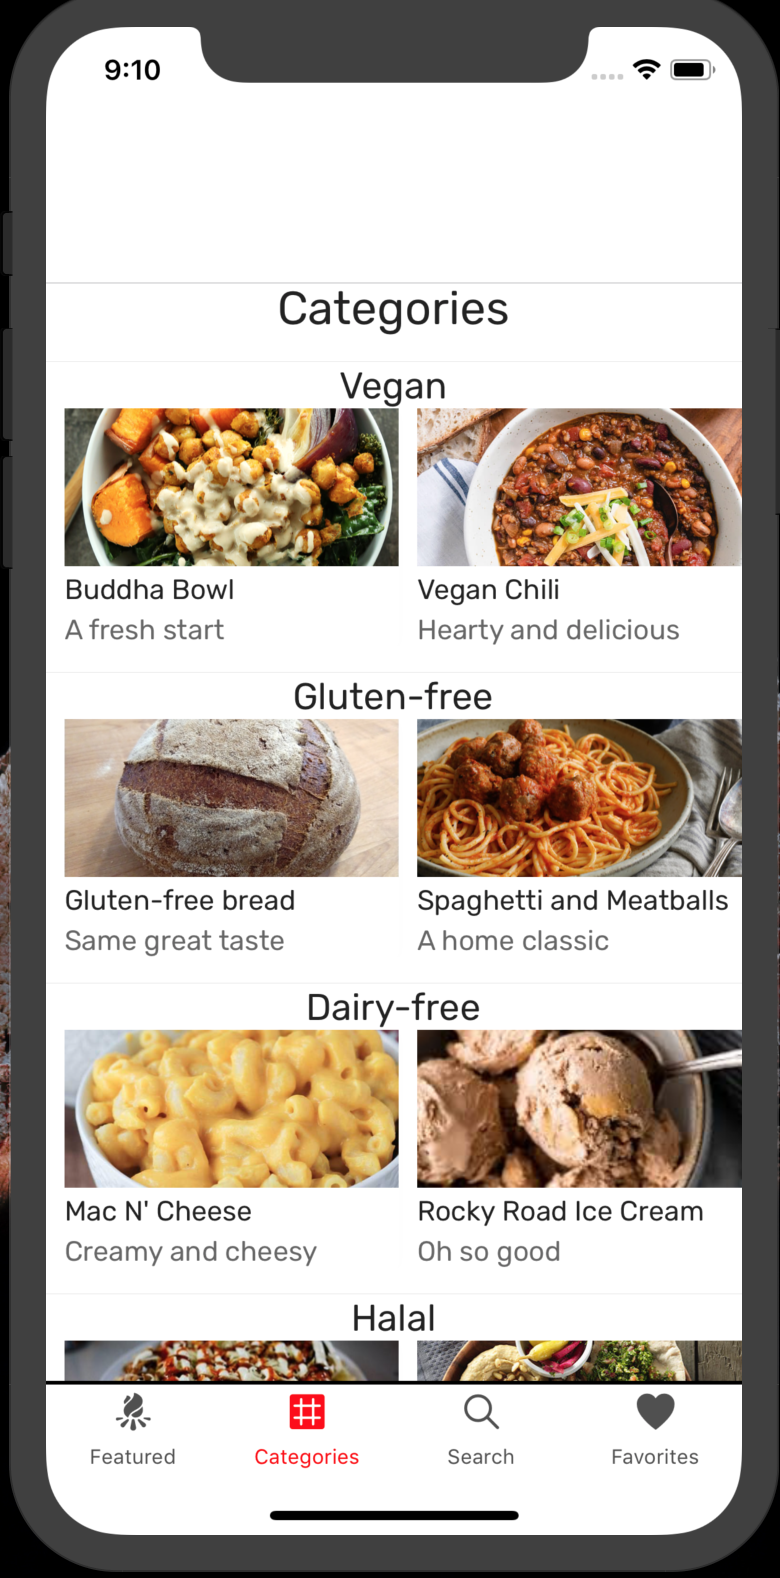 9:10
Categories
Vegan
Buddha Bowl
A fresh start
Vegan Chili
Hearty and delicious
Gluten-free
Gluten-free bread
Same great taste
Spaghetti and Meatballs
A home classic
Dairy-free
Mac N' Cheese
Creamy and cheesy
Rocky Road Ice Cream
Oh so good
Halal
Featured
Categories
Search
Favorites